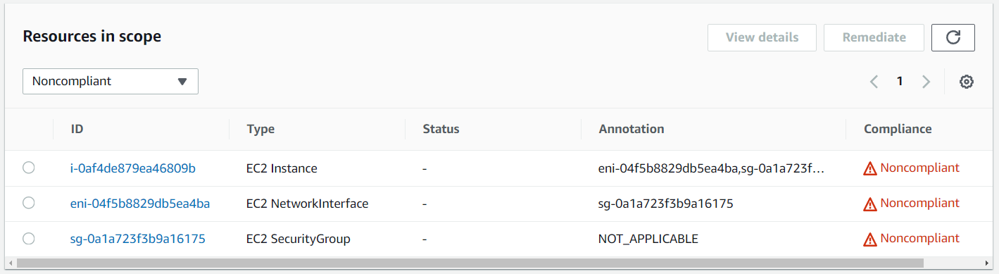 Resources in scope
View details
Remediate
Noncompliant
1
ID Type Status Annotation Compliance
i-0af4de879ea46809b EC2 Instance - eni-04f5b8829db5ea4ba,sg-0a1a723f... Noncompliant
eni-04f5b8829db5ea4ba EC2 NetworkInterface - sg-0a1a723f3b9a16175 Noncompliant
sg-0a1a723f3b9a16175 EC2 SecurityGroup - NOT_APPLICABLE Noncompliant